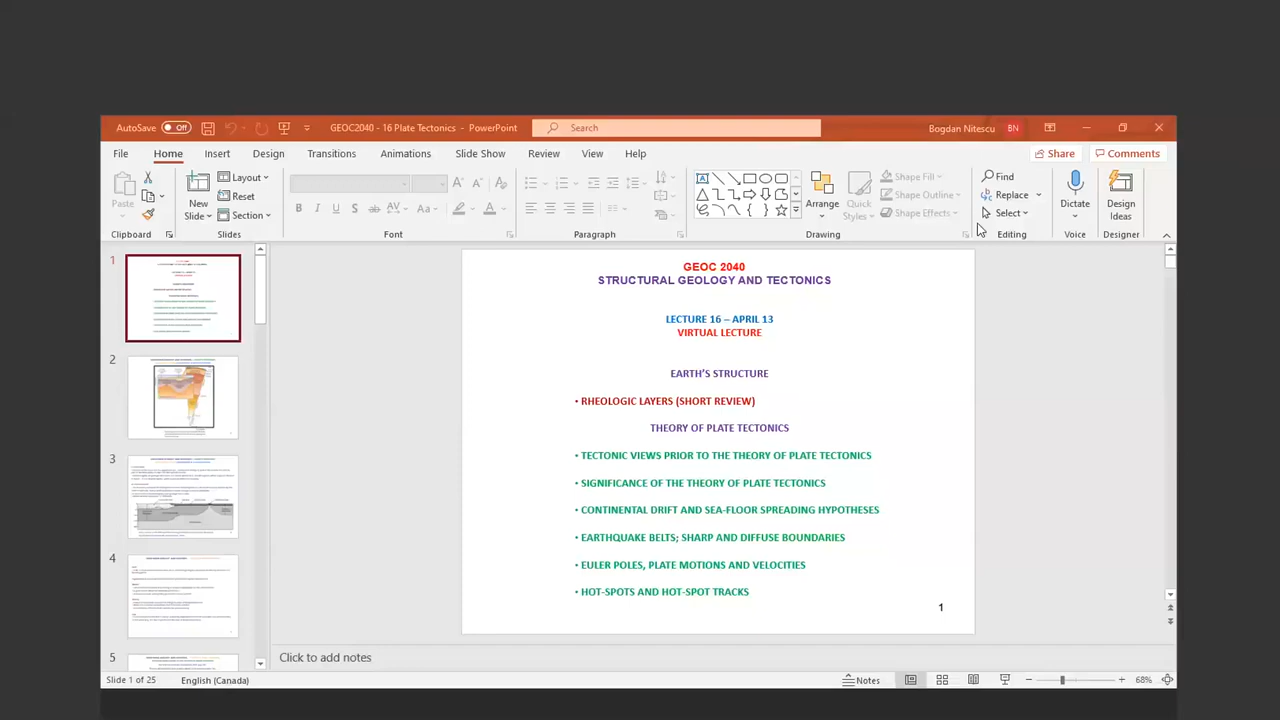 AutoSave Off GEOC2040 - 16 Plate Tectonics - PowerPoint Search Bogdan Nitescu BN
File Home Insert Design Transitions Animations Slide Show Review View Help Share Comments
Paste
New Slide
Layout
Reset
Section
B I U S ab AV Aa A
Arrange
Quick Styles
Shape Fill
Shape Outline
Shape Effects
Find
Replace
Select
Dictate
Design Ideas
Clipboard Slides Font Paragraph Drawing Editing Voice Designer
1
2
3
4
5
GEOC 2040
STRUCTURAL GEOLOGY AND TECTONICS
LECTURE 16 – APRIL 13
VIRTUAL LECTURE
EARTH'S STRUCTURE
• RHEOLOGIC LAYERS (SHORT REVIEW)
THEORY OF PLATE TECTONICS
• TECTONIC VIEWS PRIOR TO THE THEORY OF PLATE TECTONICS
• SIGNIFICANCE OF THE THEORY OF PLATE TECTONICS
• CONTINENTAL DRIFT AND SEA-FLOOR SPREADING HYPOTHESES
• EARTHQUAKE BELTS; SHARP AND DIFFUSE BOUNDARIES
• EULER POLES, PLATE MOTIONS AND VELOCITIES
• HOT-SPOTS AND HOT-SPOT TRACKS
1
Click to add notes
Slide 1 of 25 English (Canada) Notes 68%